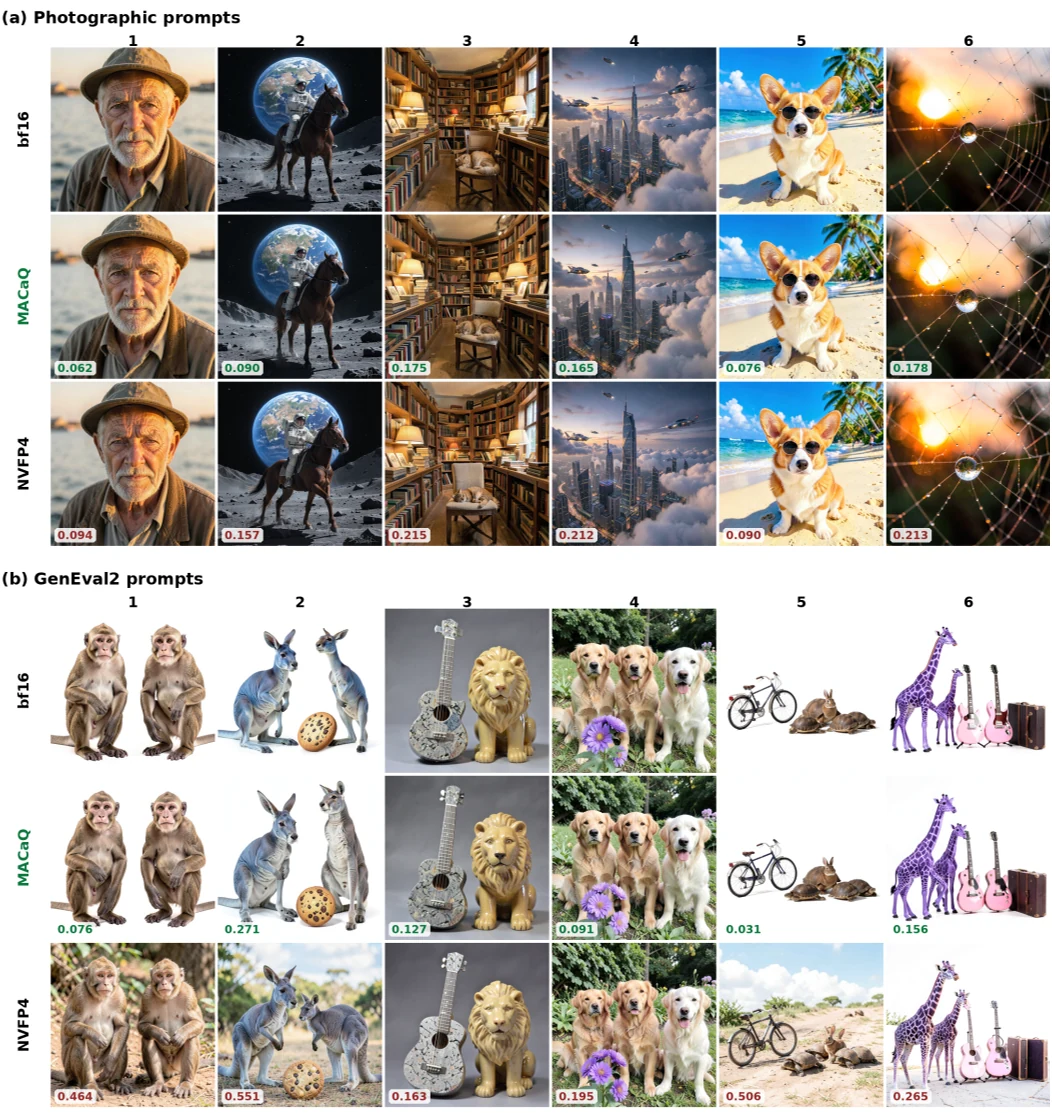 (a) Photographic prompts
1 2 3 4 5 6
bf16
MACaQ
0.062 0.090 0.175 0.165 0.076 0.178
NVFP4
0.094 0.157 0.215 0.212 0.090 0.213
(b) GenEval2 prompts
1 2 3 4 5 6
bf16
MACaQ
0.076 0.271 0.127 0.091 0.031 0.156
NVFP4
0.464 0.551 0.163 0.195 0.506 0.265